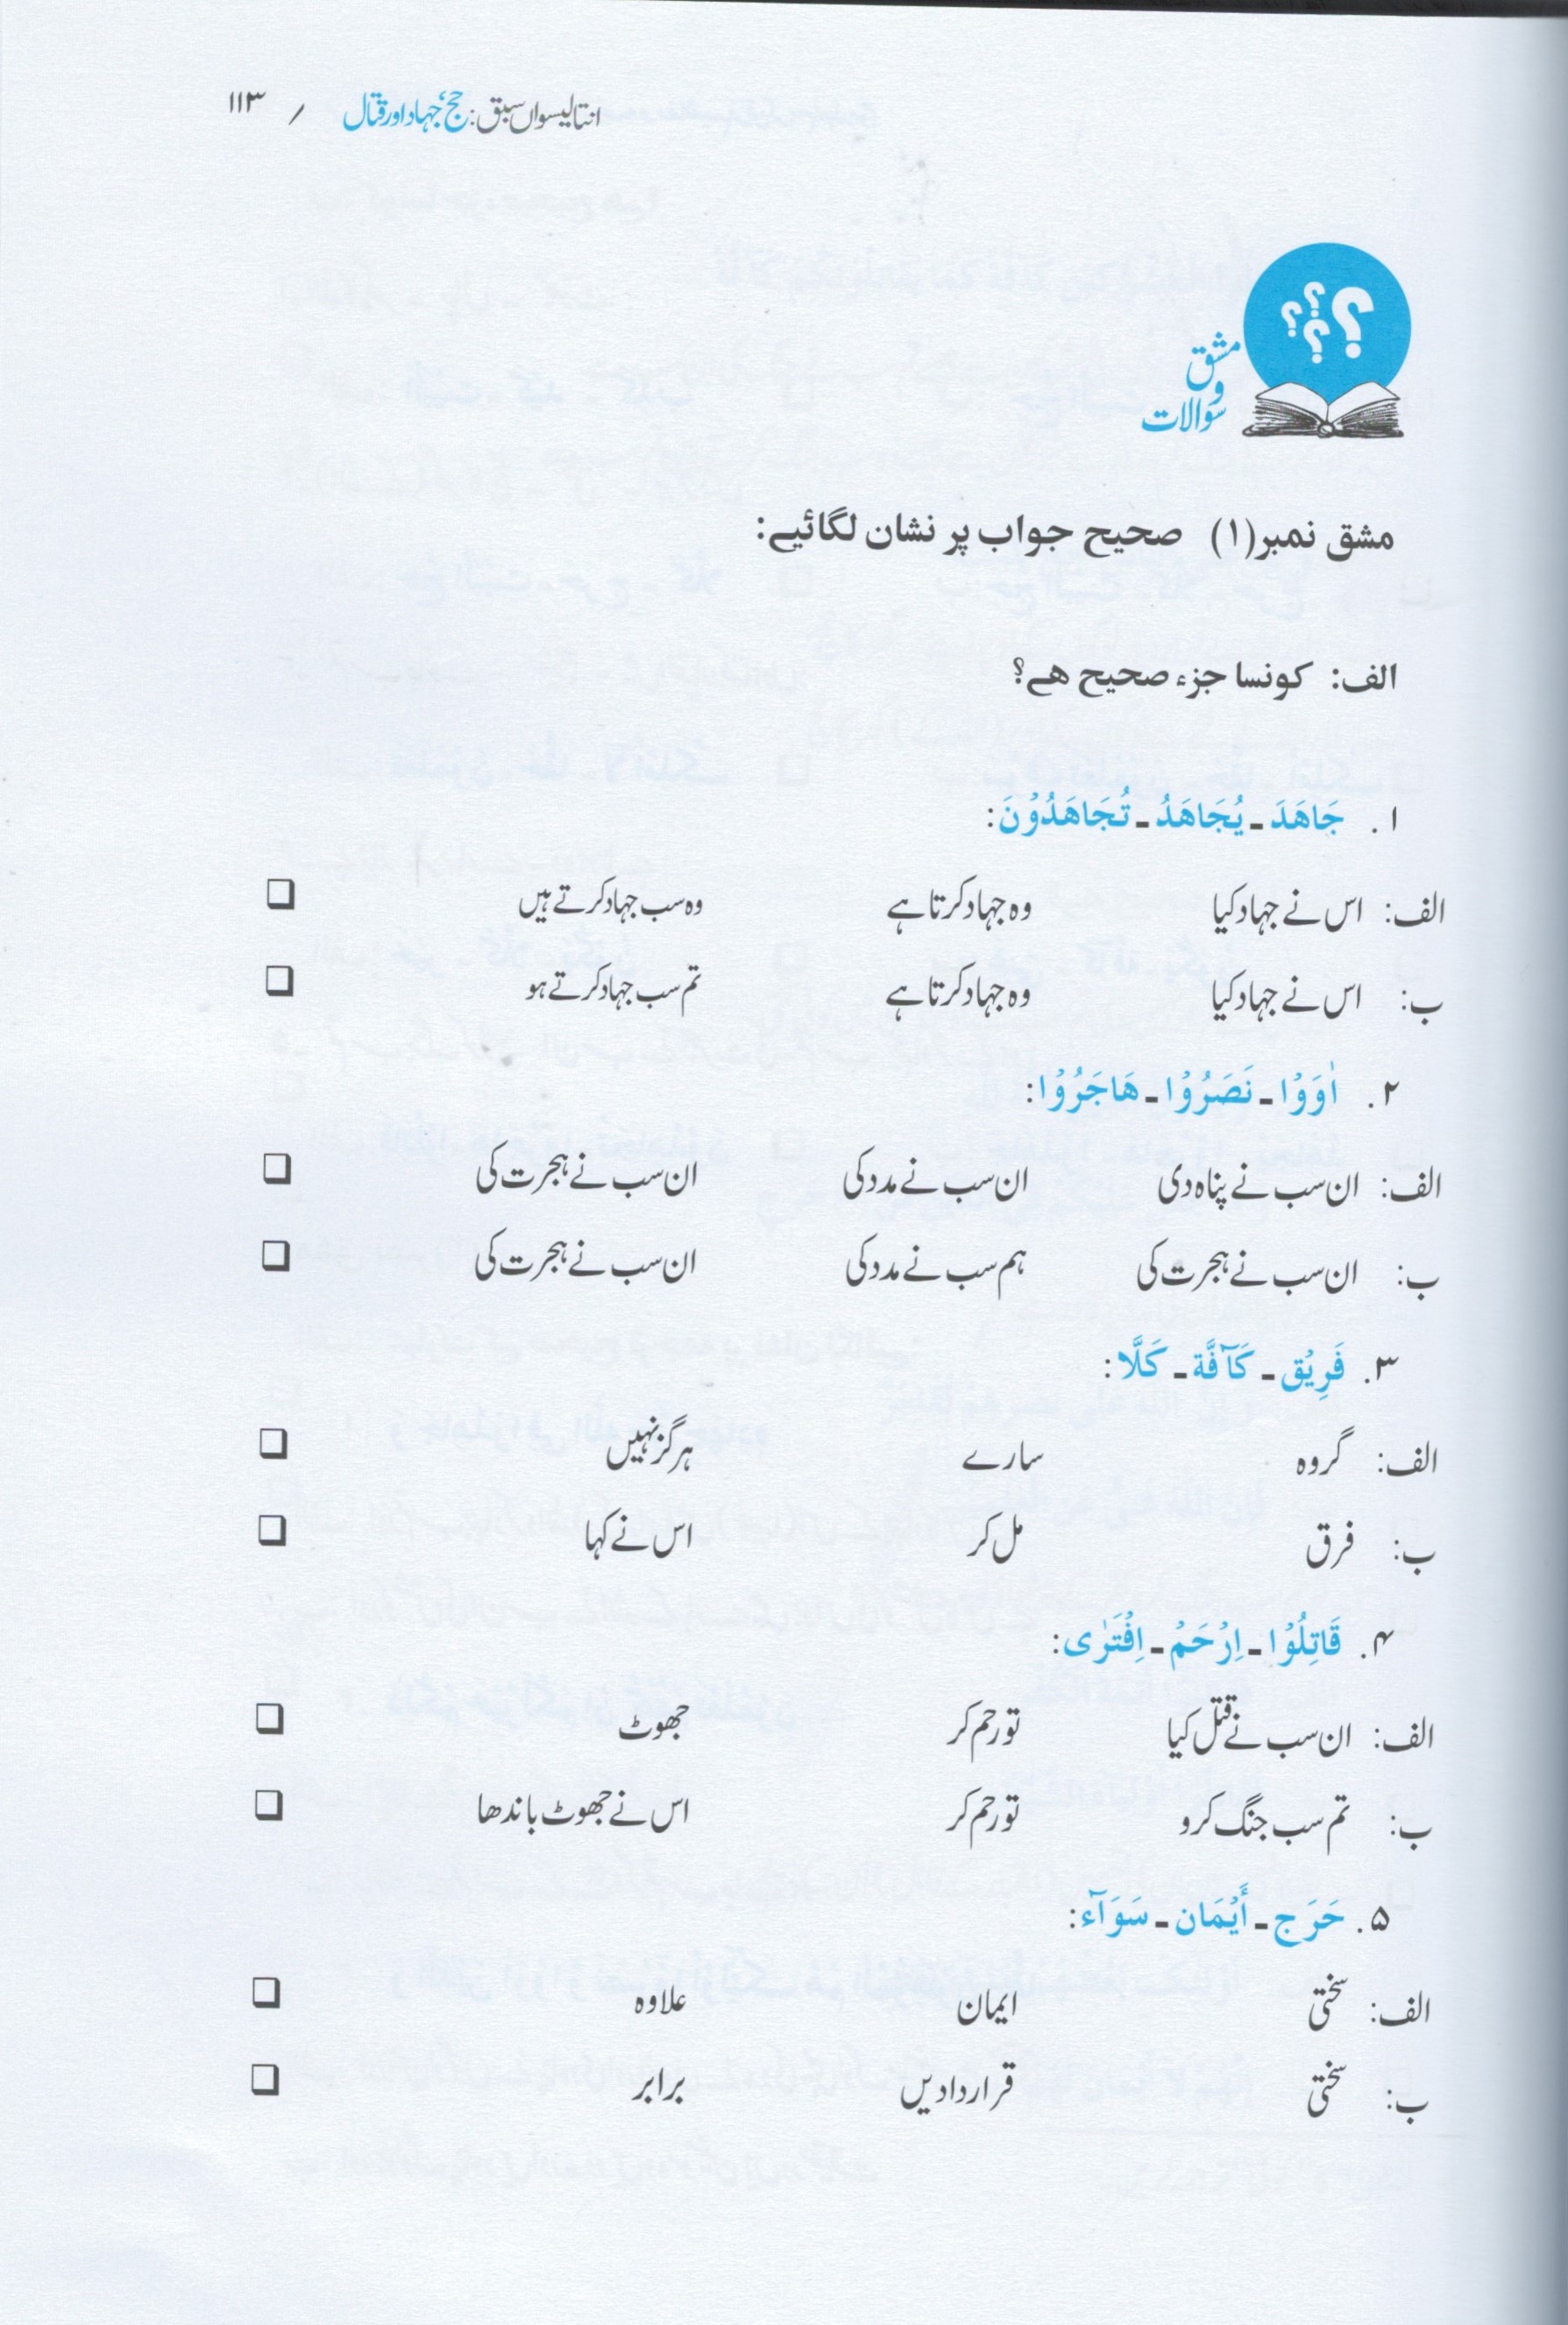 انتالیسواں سبق: حج، جہاد اور قتال / ۱۱۳
؟ ؟ ؟ ؟
مشق
و
سوالات
مشق نمبر(۱) صحیح جواب پر نشان لگائیے:
الف: کونسا جزء صحیح ھے؟
۱. جَاهَدَ ـ يُجَاهَدُ ـ تُجَاهَدُوْنَ:
الف: اس نے جہاد کیا وہ جہاد کرتا ہے وہ سب جہاد کرتے ہیں ❑
ب: اس نے جہاد کیا وہ جہاد کرتا ہے تم سب جہاد کرتے ہو ❑
۲. اٰوَوْا ـ نَصَرُوْا ـ هَاجَرُوْا:
الف: ان سب نے پناہ دی ان سب نے مدد کی ان سب نے ہجرت کی ❑
ب: ان سب نے ہجرت کی ہم سب نے مدد کی ان سب نے ہجرت کی ❑
۳. فَرِيْق ـ كَآفَّة ـ كَلَّا:
الف: گروہ سارے ہرگز نہیں ❑
ب: فرق مل کر اس نے کہا ❑
۴. قَاتِلُوْا ـ اِرْحَمْ ـ اِفْتَرٰى:
الف: ان سب نے قتل کیا تو رحم کر جھوٹ ❑
ب: تم سب جنگ کرو تو رحم کر اس نے جھوٹ باندھا ❑
۵. حَرَج ـ أَيْمَان ـ سَوَآء:
الف: سختی ایمان علاوہ ❑
ب: سختی قراردادیں برابر ❑